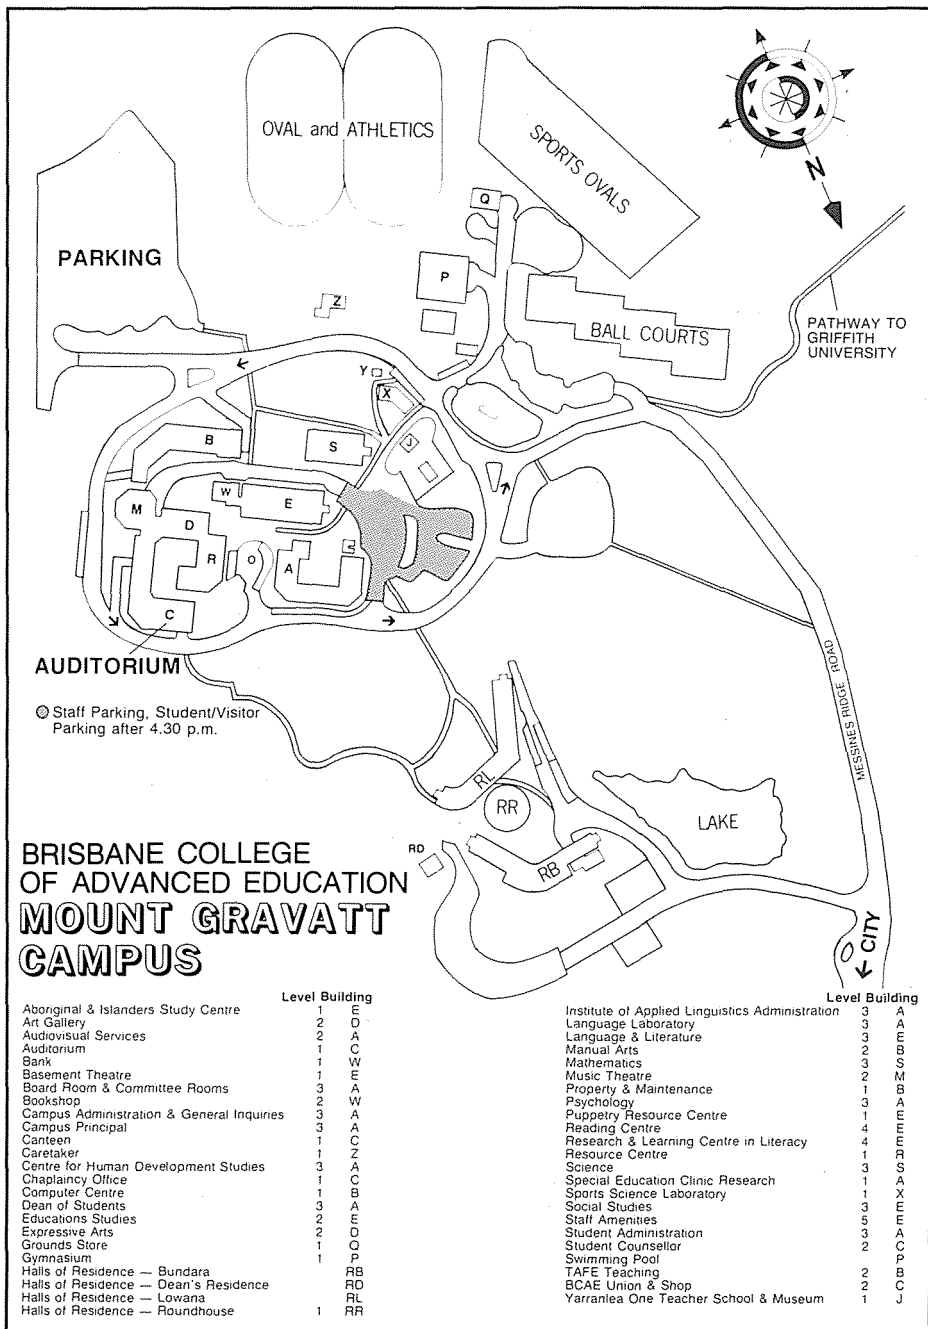 OVAL and ATHLETICS
SPORTS OVALS
N
Q
PARKING
P
Z
BALL COURTS
PATHWAY TO
GRIFFITH
UNIVERSITY
Y
X
B
S
J
W
E
M
D
R
O
A
C
AUDITORIUM
MESSINES RIDGE ROAD
Staff Parking, Student/Visitor
Parking after 4.30 p.m.
RL
RR
LAKE
RD
RB
CITY
BRISBANE COLLEGE
OF ADVANCED EDUCATION
MOUNT GRAVATT
CAMPUS
Level Building
Aboriginal & Islanders Study Centre 1 E
Art Gallery 2 D
Audiovisual Services 2 A
Auditorium 1 C
Bank 1 W
Basement Theatre 1 E
Board Room & Committee Rooms 3 A
Bookshop 2 W
Campus Administration & General Inquiries 3 A
Campus Principal 3 A
Canteen 1 C
Caretaker 1 Z
Centre for Human Development Studies 3 A
Chaplaincy Office 1 C
Computer Centre 1 B
Dean of Students 3 A
Educations Studies 2 E
Expressive Arts 2 D
Grounds Store 1 Q
Gymnasium 1 P
Halls of Residence — Bundara RB
Halls of Residence — Dean's Residence RD
Halls of Residence — Lowana RL
Halls of Residence — Roundhouse 1 RR
Level Building
Institute of Applied Linguistics Administration 3 A
Language Laboratory 3 A
Language & Literature 3 E
Manual Arts 2 B
Mathematics 3 S
Music Theatre 2 M
Property & Maintenance 1 B
Psychology 3 A
Puppetry Resource Centre 1 E
Reading Centre 4 E
Research & Learning Centre in Literacy 4 E
Resource Centre 1 R
Science 3 S
Special Education Clinic Research 1 A
Sports Science Laboratory 1 X
Social Studies 3 E
Staff Amenities 5 E
Student Administration 3 A
Student Counsellor 2 C
Swimming Pool P
TAFE Teaching 2 B
BCAE Union & Shop 2 C
Yarranlea One Teacher School & Museum 1 J